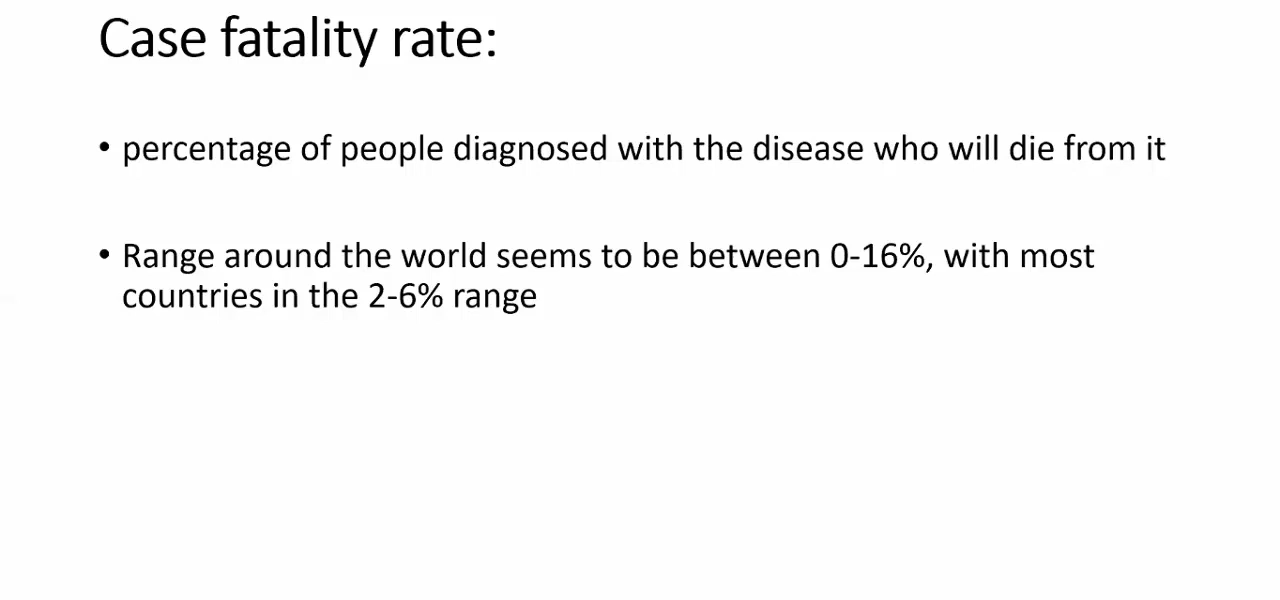 Case fatality rate:
• percentage of people diagnosed with the disease who will die from it
• Range around the world seems to be between 0-16%, with most
countries in the 2-6% range